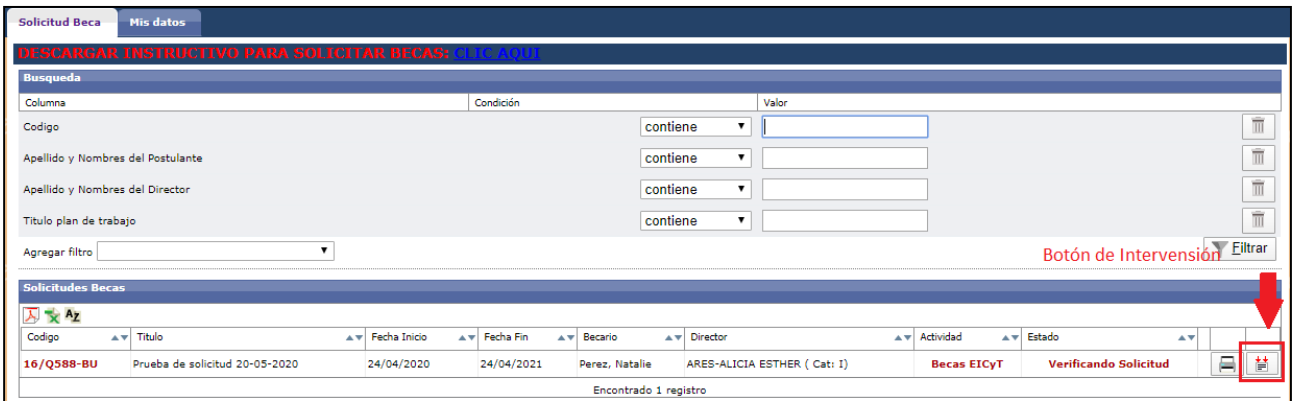 Solicitud Beca Mis datos
DESCARGAR INSTRUCTIVO PARA SOLICITAR BECAS: CLIC AQUI
Busqueda
Columna Condición Valor
Codigo contiene
Apellido y Nombres del Postulante contiene
Apellido y Nombres del Director contiene
Titulo plan de trabajo contiene
Agregar filtro Botón de Intervensión Filtrar
Solicitudes Becas
AZ
Codigo Titulo Fecha Inicio Fecha Fin Becario Director Actividad Estado
16/Q588-BU Prueba de solicitud 20-05-2020 24/04/2020 24/04/2021 Perez, Natalie ARES-ALICIA ESTHER ( Cat: I) Becas EICyT Verificando Solicitud
Encontrado 1 registro